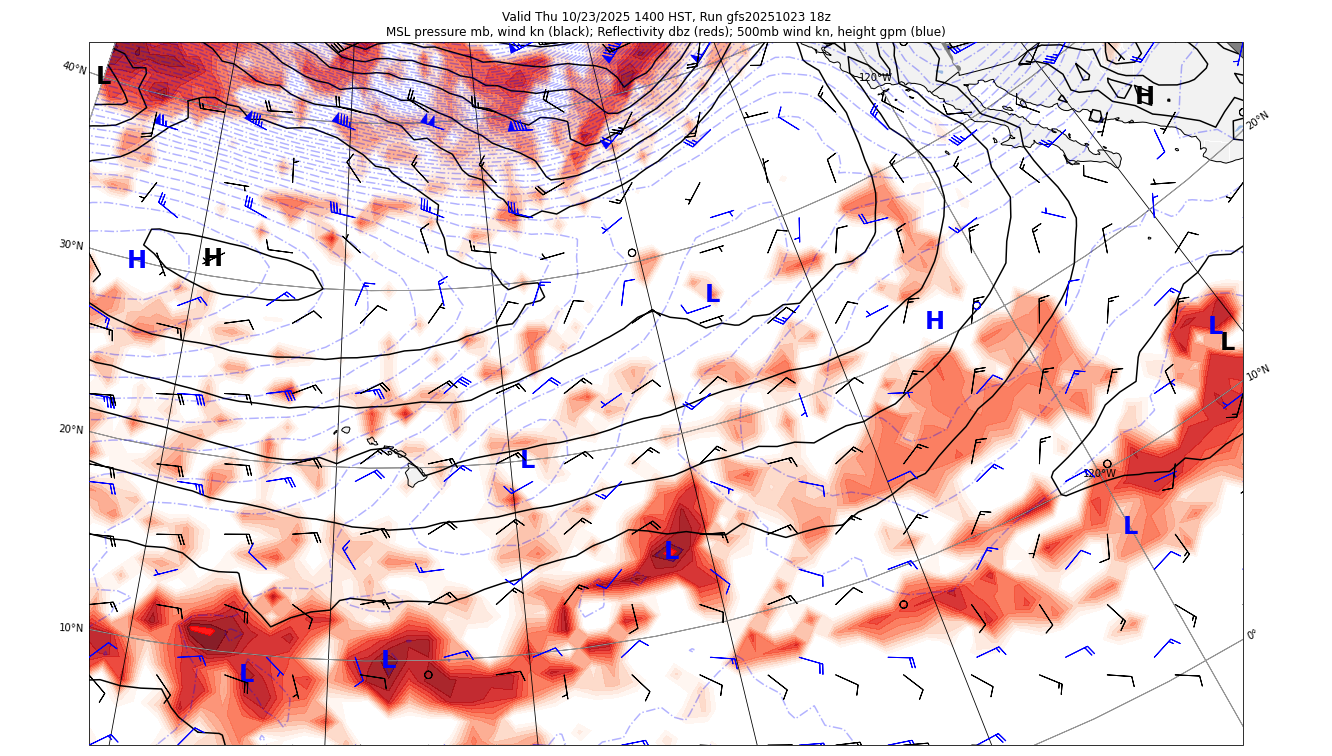 Valid Thu 10/23/2025 1400 HST, Run gfs20251023 18z
MSL pressure mb, wind kn (black); Reflectivity dbz (reds); 500mb wind kn, height gpm (blue)
40°N
L
120°W
H
20°N
30°N
H
H
L
H
L
L
10°N
20°N
L
120°W
L
L
10°N
0°
L
L